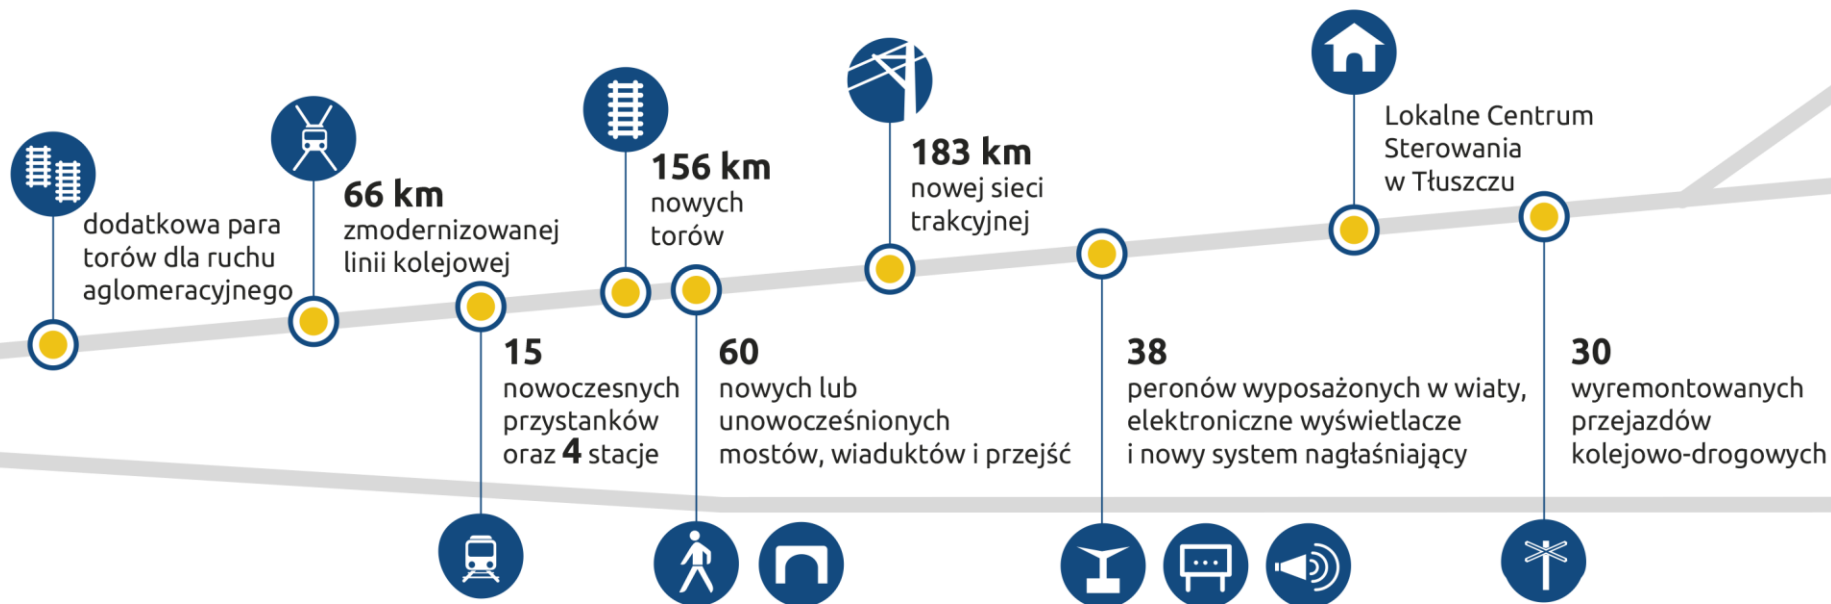 dodatkowa para
torów dla ruchu
aglomeracyjnego
66 km
zmodernizowanej
linii kolejowej
15
nowoczesnych
przystanków
oraz 4 stacje
156 km
nowych
torów
60
nowych lub
unowocześnionych
mostów, wiaduktów i przejść
183 km
nowej sieci
trakcyjnej
38
peronów wyposażonych w wiaty,
elektroniczne wyświetlacze
i nowy system nagłaśniający
Lokalne Centrum
Sterowania
w Tłuszczu
30
wyremontowanych
przejazdów
kolejowo-drogowych